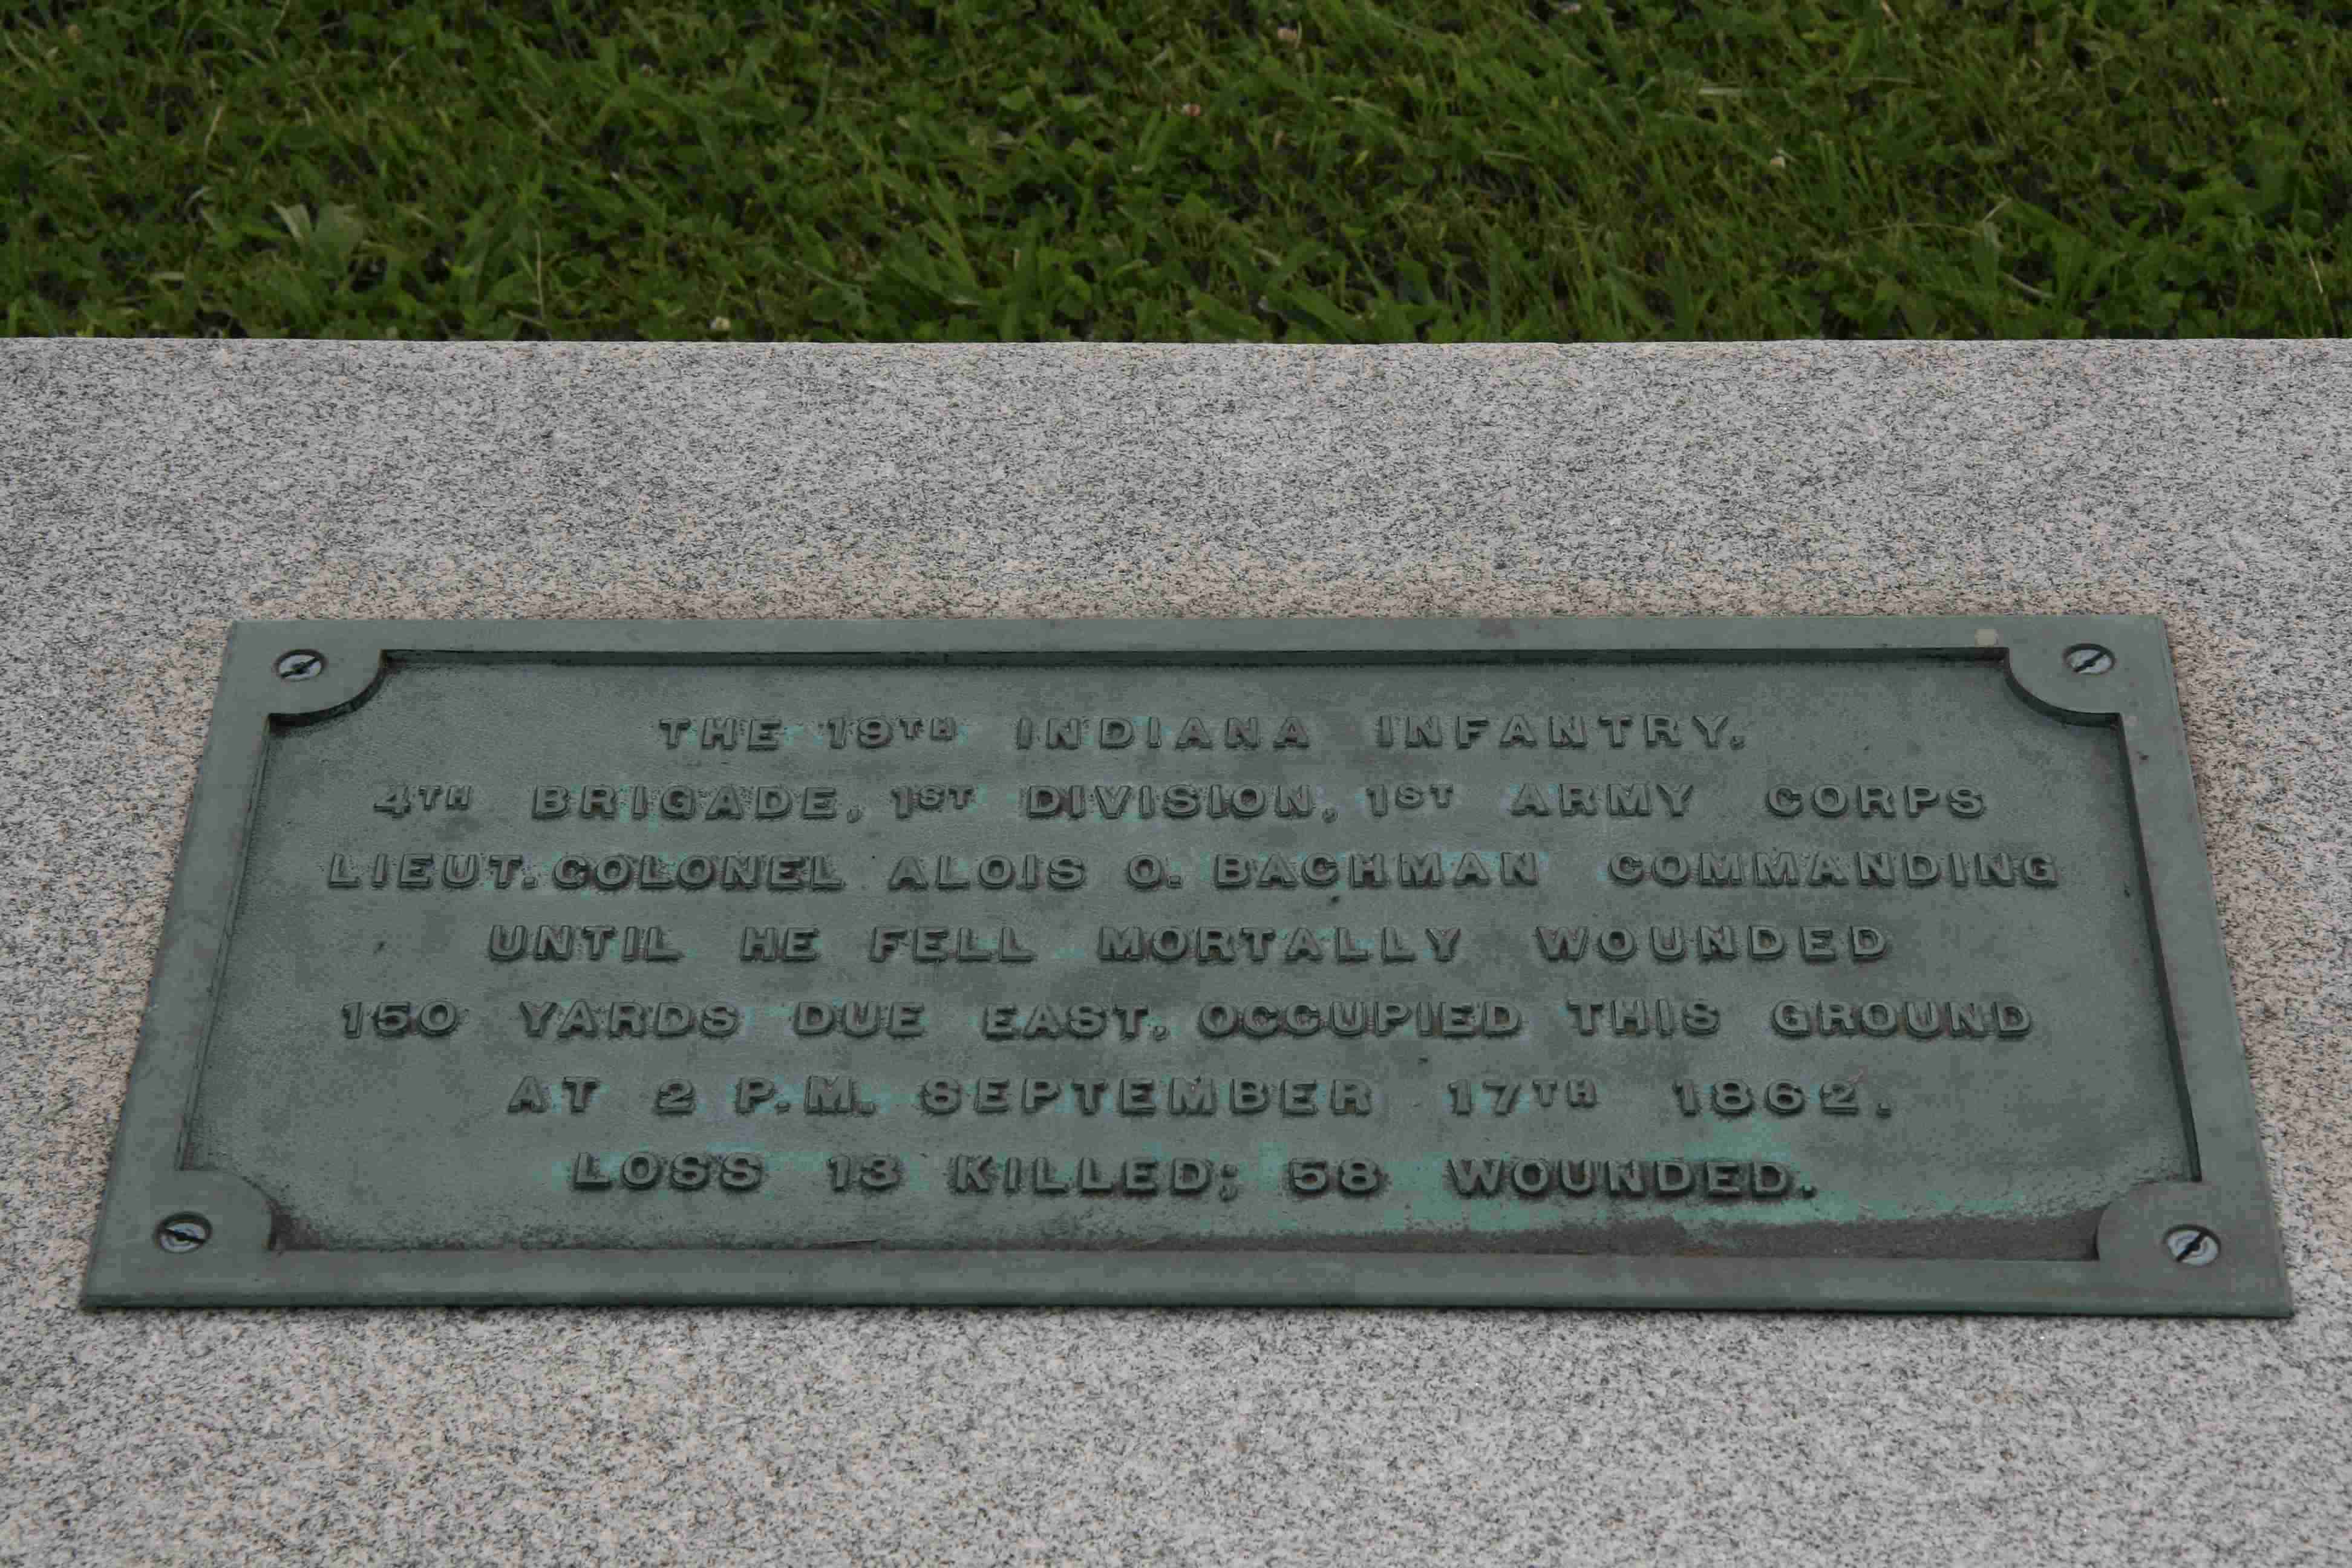 THE 19TH INDIANA INFANTRY.
4TH BRIGADE, 1ST DIVISION, 1ST ARMY CORPS
LIEUT. COLONEL ALOIS O. BACHMAN COMMANDING
UNTIL HE FELL MORTALLY WOUNDED
150 YARDS DUE EAST. OCCUPIED THIS GROUND
AT 2 P.M. SEPTEMBER 17TH 1862.
LOSS 13 KILLED; 58 WOUNDED.